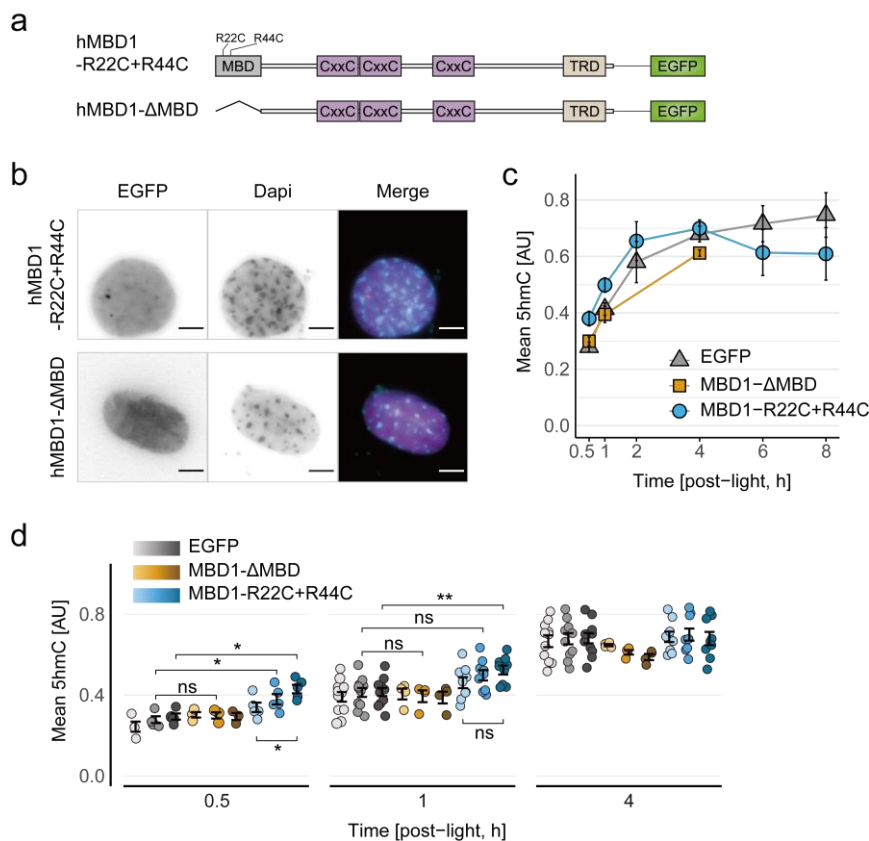 a
hMBD1
-R22C+R44C
R22C R44C
MBD CxxC CxxC CxxC TRD EGFP
hMBD1-ΔMBD
CxxC CxxC CxxC TRD EGFP
b
EGFP Dapi Merge
hMBD1
-R22C+R44C
hMBD1-ΔMBD
c
Mean 5hmC [AU]
0.8
0.6
0.4
0.2
0.0
EGFP
MBD1−ΔMBD
MBD1−R22C+R44C
0.5 1 2 4 6 8
Time [post−light, h]
d
EGFP
MBD1-ΔMBD
MBD1-R22C+R44C
Mean 5hmC [AU]
0.8
0.4
0.0
ns * * *
ns ns ** ns
0.5 1 4
Time [post−light, h]